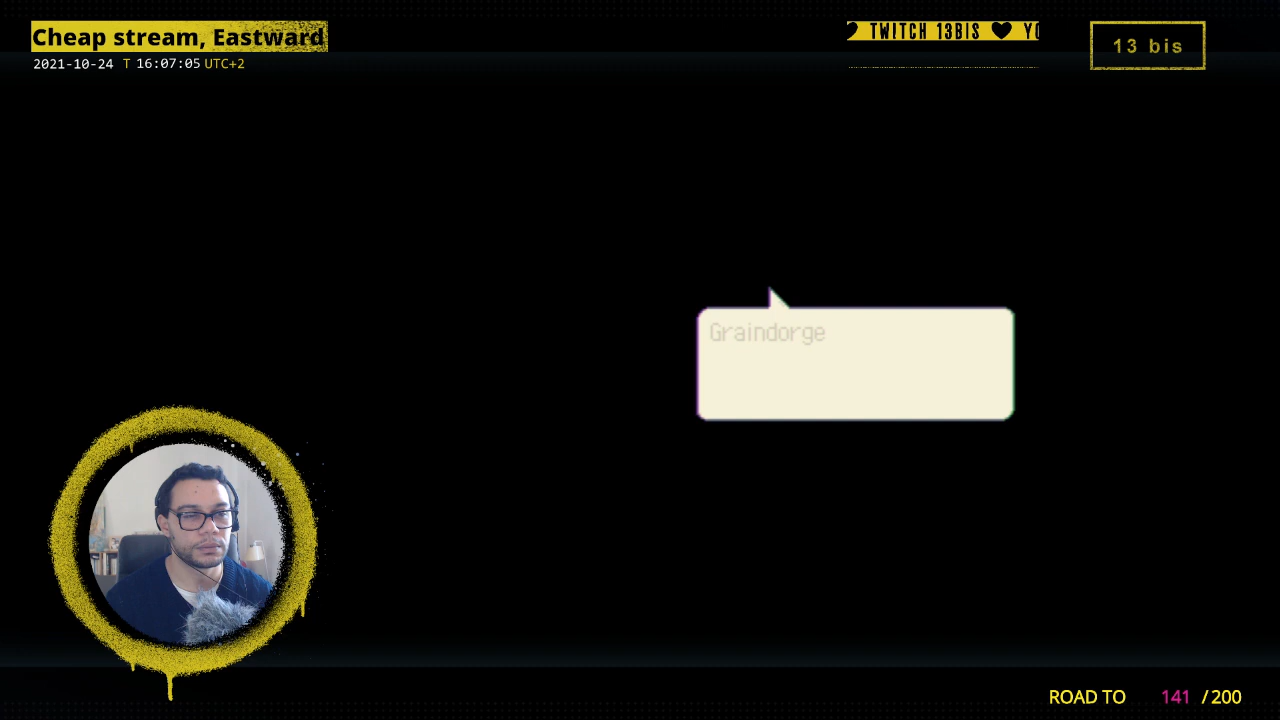 Cheap stream, Eastward
2021-10-24 T 16:07:05 UTC+2
TWITCH 13BIS
13 bis
Graindorge
ROAD TO 141 / 200